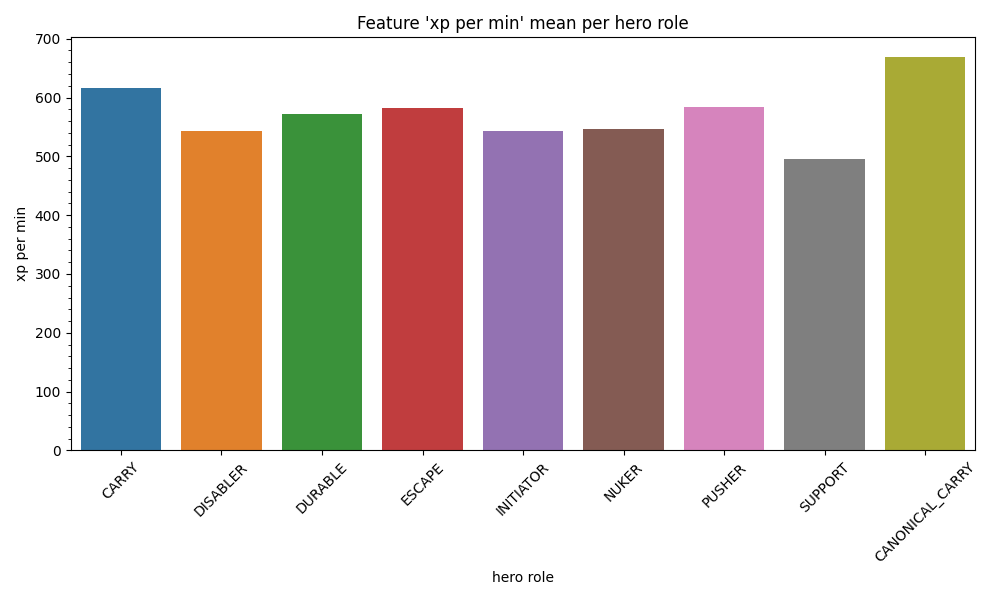 Feature 'xp per min' mean per hero role
700
600
500
400
300
200
100
0
xp per min
CARRY
DISABLER
DURABLE
ESCAPE
INITIATOR
NUKER
PUSHER
SUPPORT
CANONICAL_CARRY
hero role